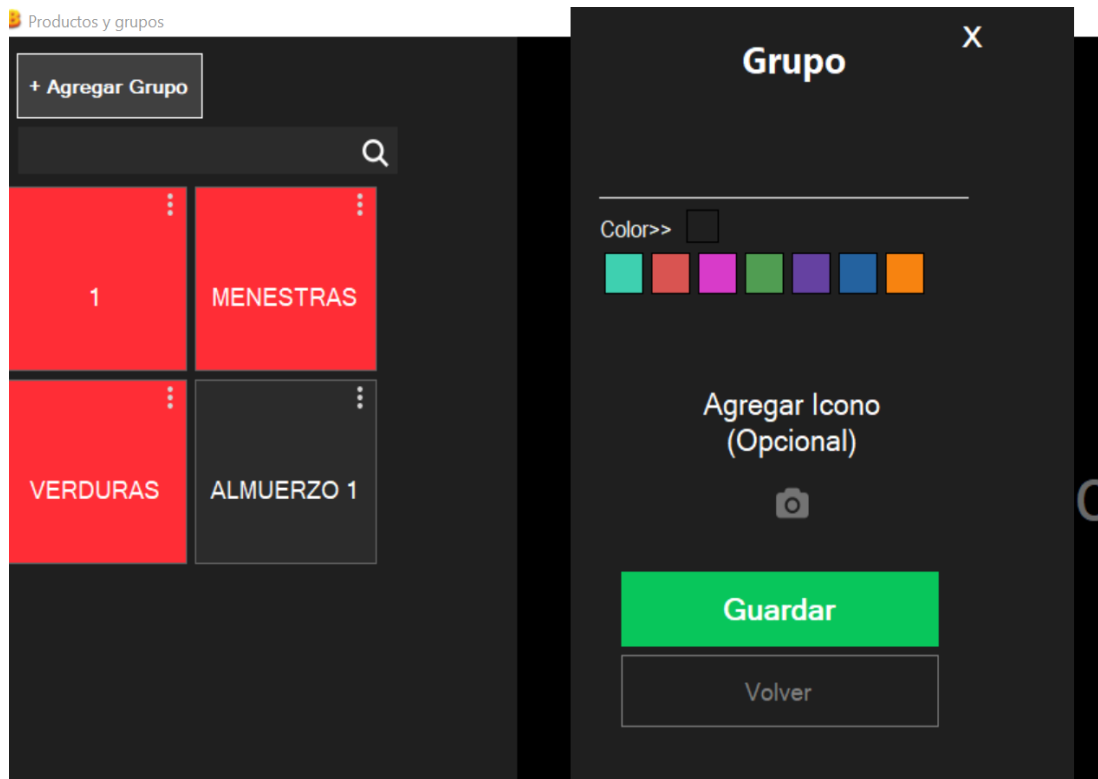 Productos y grupos
+ Agregar Grupo
1
MENESTRAS
VERDURAS
ALMUERZO 1
X
Grupo
Color>>
Agregar Icono
(Opcional)
Guardar
Volver